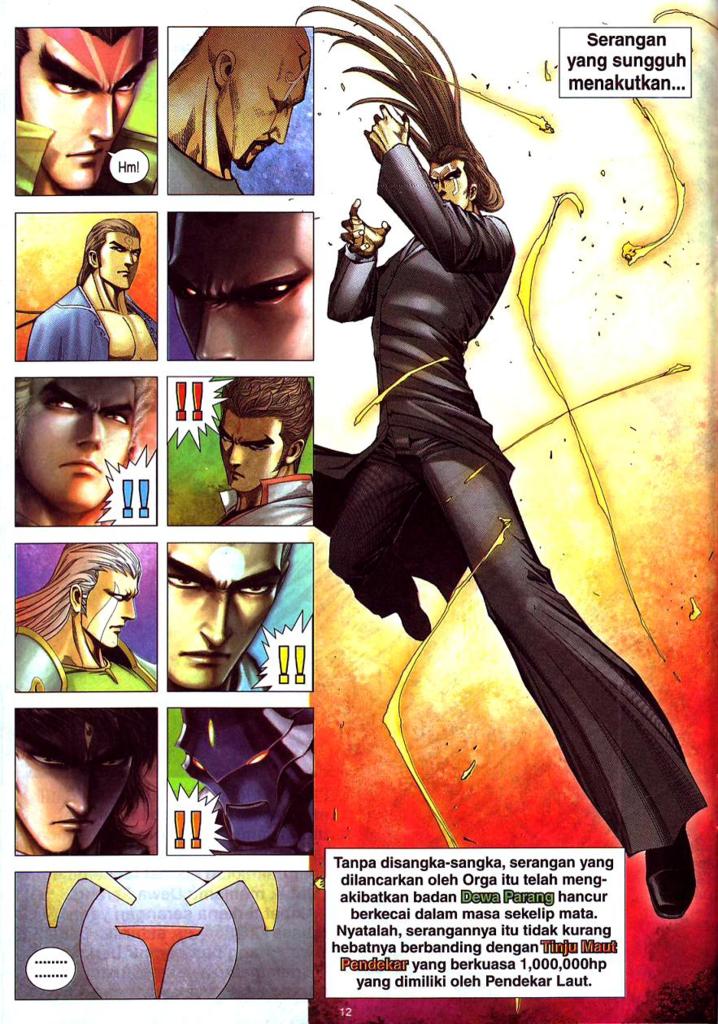 Serangan
yang sungguh
menakutkan...
Hm!
!!
!!
!!
!!
........
........
Tanpa disangka-sangka, serangan yang
dilancarkan oleh Orga itu telah meng-
akibatkan badan Dewa Parang hancur
berkecai dalam masa sekelip mata.
Nyatalah, serangannya itu tidak kurang
hebatnya berbanding dengan Tinju Maut
Pendekar yang berkuasa 1,000,000hp
yang dimiliki oleh Pendekar Laut.
12